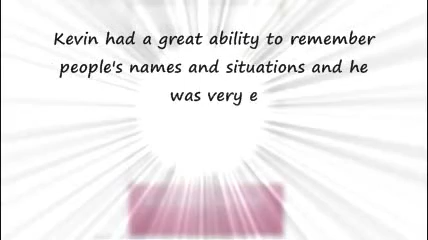 Kevin had a great ability to remember
people's names and situations and he
was very e